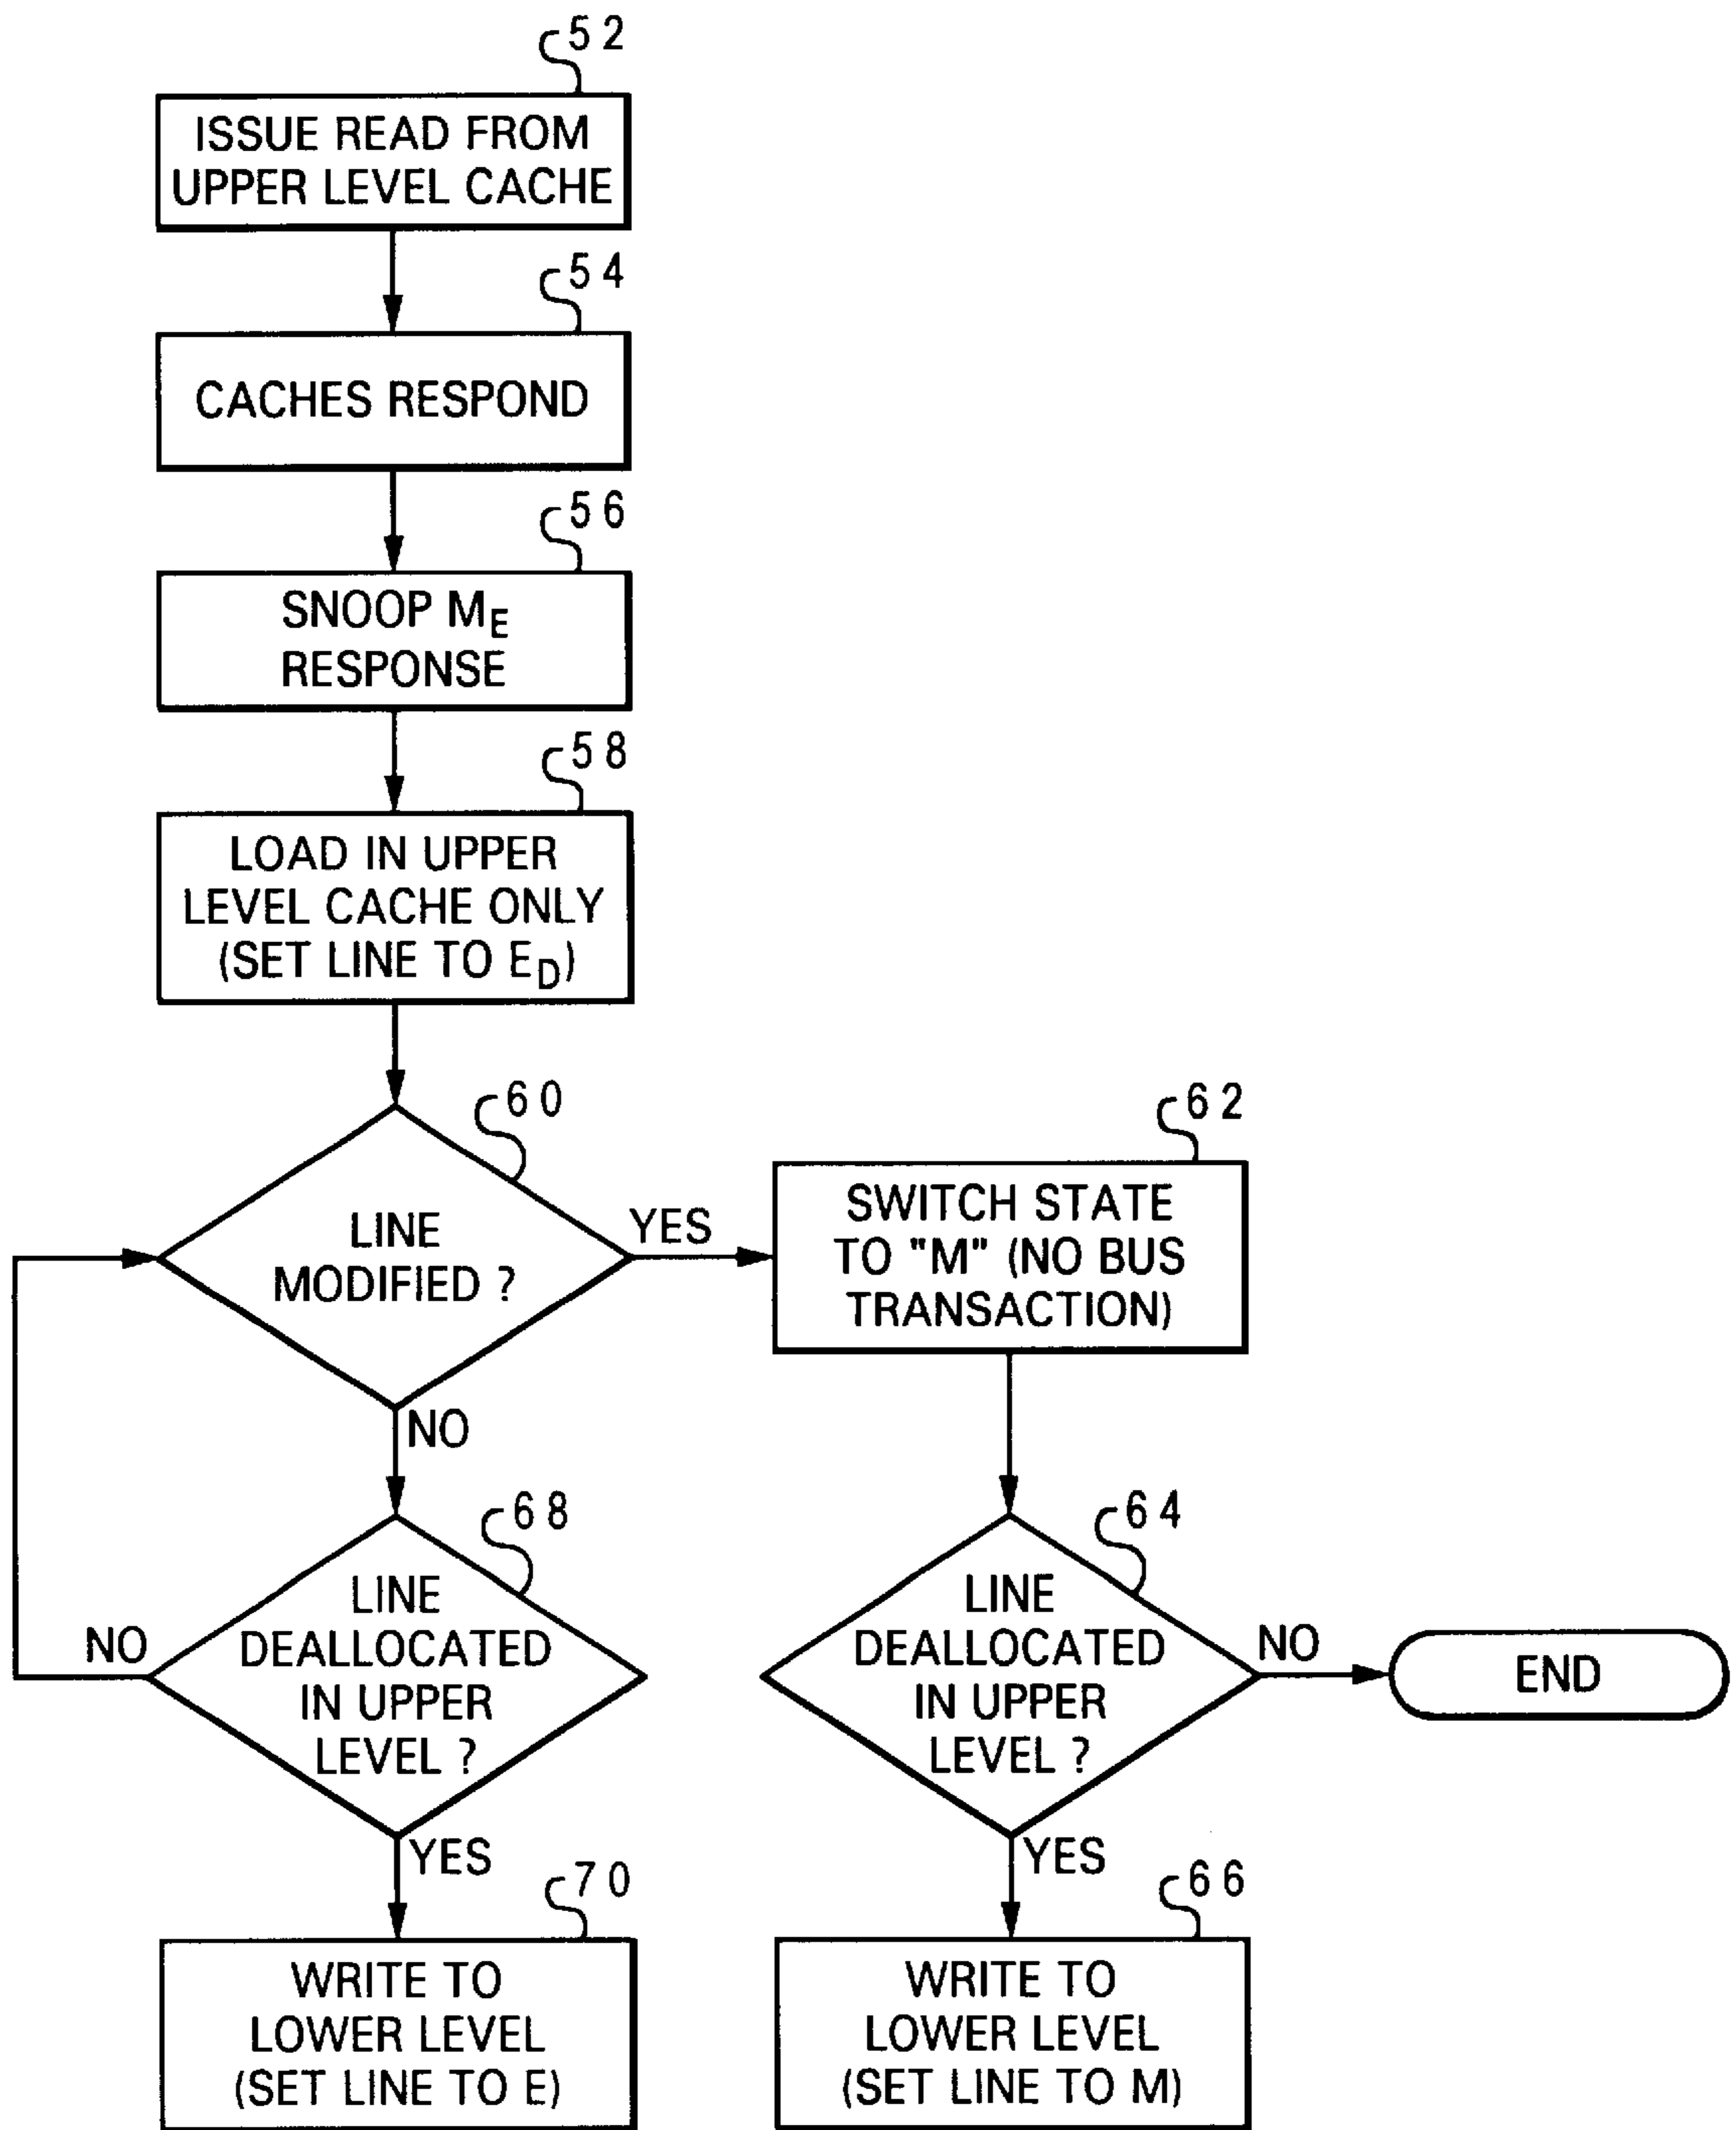 52
ISSUE READ FROM
UPPER LEVEL CACHE
54
CACHES RESPOND
56
SNOOP M_E
RESPONSE
58
LOAD IN UPPER
LEVEL CACHE ONLY
(SET LINE TO E_D)
60
LINE
MODIFIED ?
YES
NO
62
SWITCH STATE
TO "M" (NO BUS
TRANSACTION)
68
LINE
DEALLOCATED
IN UPPER
LEVEL ?
NO
YES
64
LINE
DEALLOCATED
IN UPPER
LEVEL ?
NO
YES
END
70
WRITE TO
LOWER LEVEL
(SET LINE TO E)
66
WRITE TO
LOWER LEVEL
(SET LINE TO M)